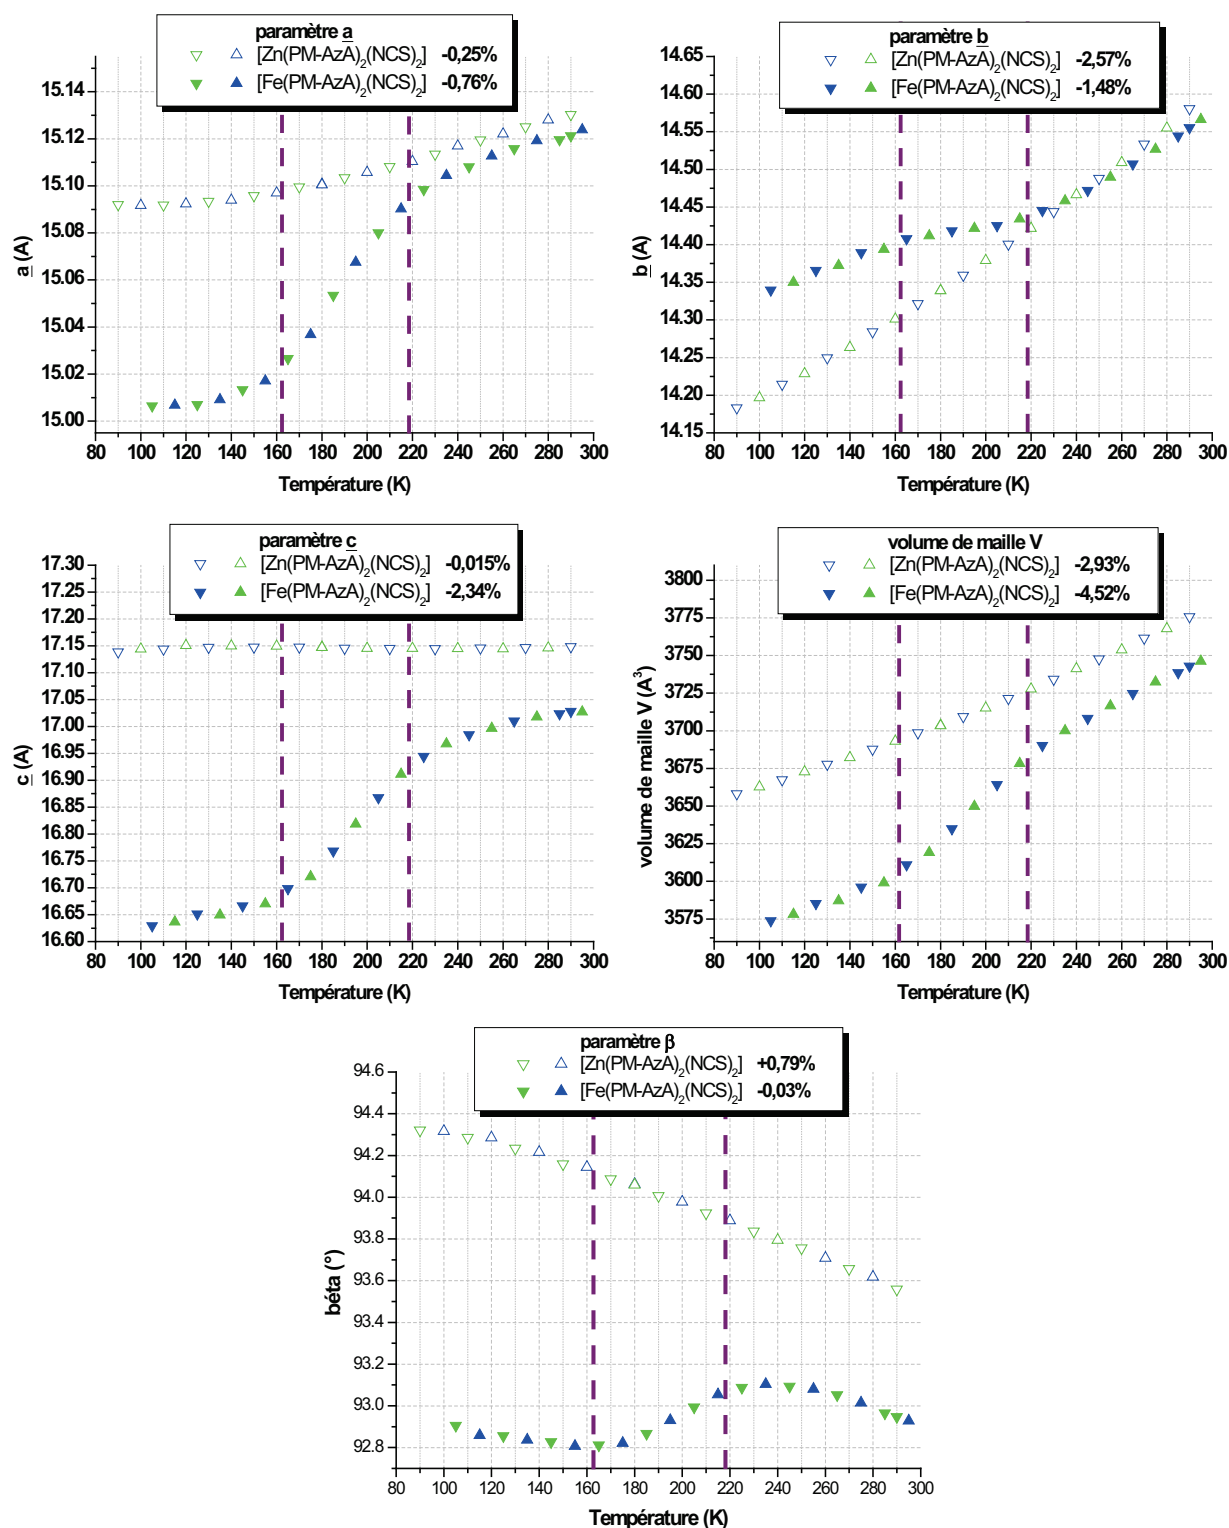 paramètre a
[Zn(PM-AzA)2(NCS)2] -0,25%
[Fe(PM-AzA)2(NCS)2] -0,76%
15.14
15.12
15.10
15.08
15.06
15.04
15.02
15.00
a (A)
80 100 120 140 160 180 200 220 240 260 280 300
Température (K)
paramètre b
[Zn(PM-AzA)2(NCS)2] -2,57%
[Fe(PM-AzA)2(NCS)2] -1,48%
14.65
14.60
14.55
14.50
14.45
14.40
14.35
14.30
14.25
14.20
14.15
b (A)
80 100 120 140 160 180 200 220 240 260 280 300
Température (K)
paramètre c
[Zn(PM-AzA)2(NCS)2] -0,015%
[Fe(PM-AzA)2(NCS)2] -2,34%
17.30
17.25
17.20
17.15
17.10
17.05
17.00
16.95
16.90
16.85
16.80
16.75
16.70
16.65
16.60
c (A)
80 100 120 140 160 180 200 220 240 260 280 300
Température (K)
volume de maille V
[Zn(PM-AzA)2(NCS)2] -2,93%
[Fe(PM-AzA)2(NCS)2] -4,52%
3800
3775
3750
3725
3700
3675
3650
3625
3600
3575
volume de maille V (A³)
80 100 120 140 160 180 200 220 240 260 280 300
Température (K)
paramètre β
[Zn(PM-AzA)2(NCS)2] +0,79%
[Fe(PM-AzA)2(NCS)2] -0,03%
94.6
94.4
94.2
94.0
93.8
93.6
93.4
93.2
93.0
92.8
béta (°)
80 100 120 140 160 180 200 220 240 260 280 300
Température (K)